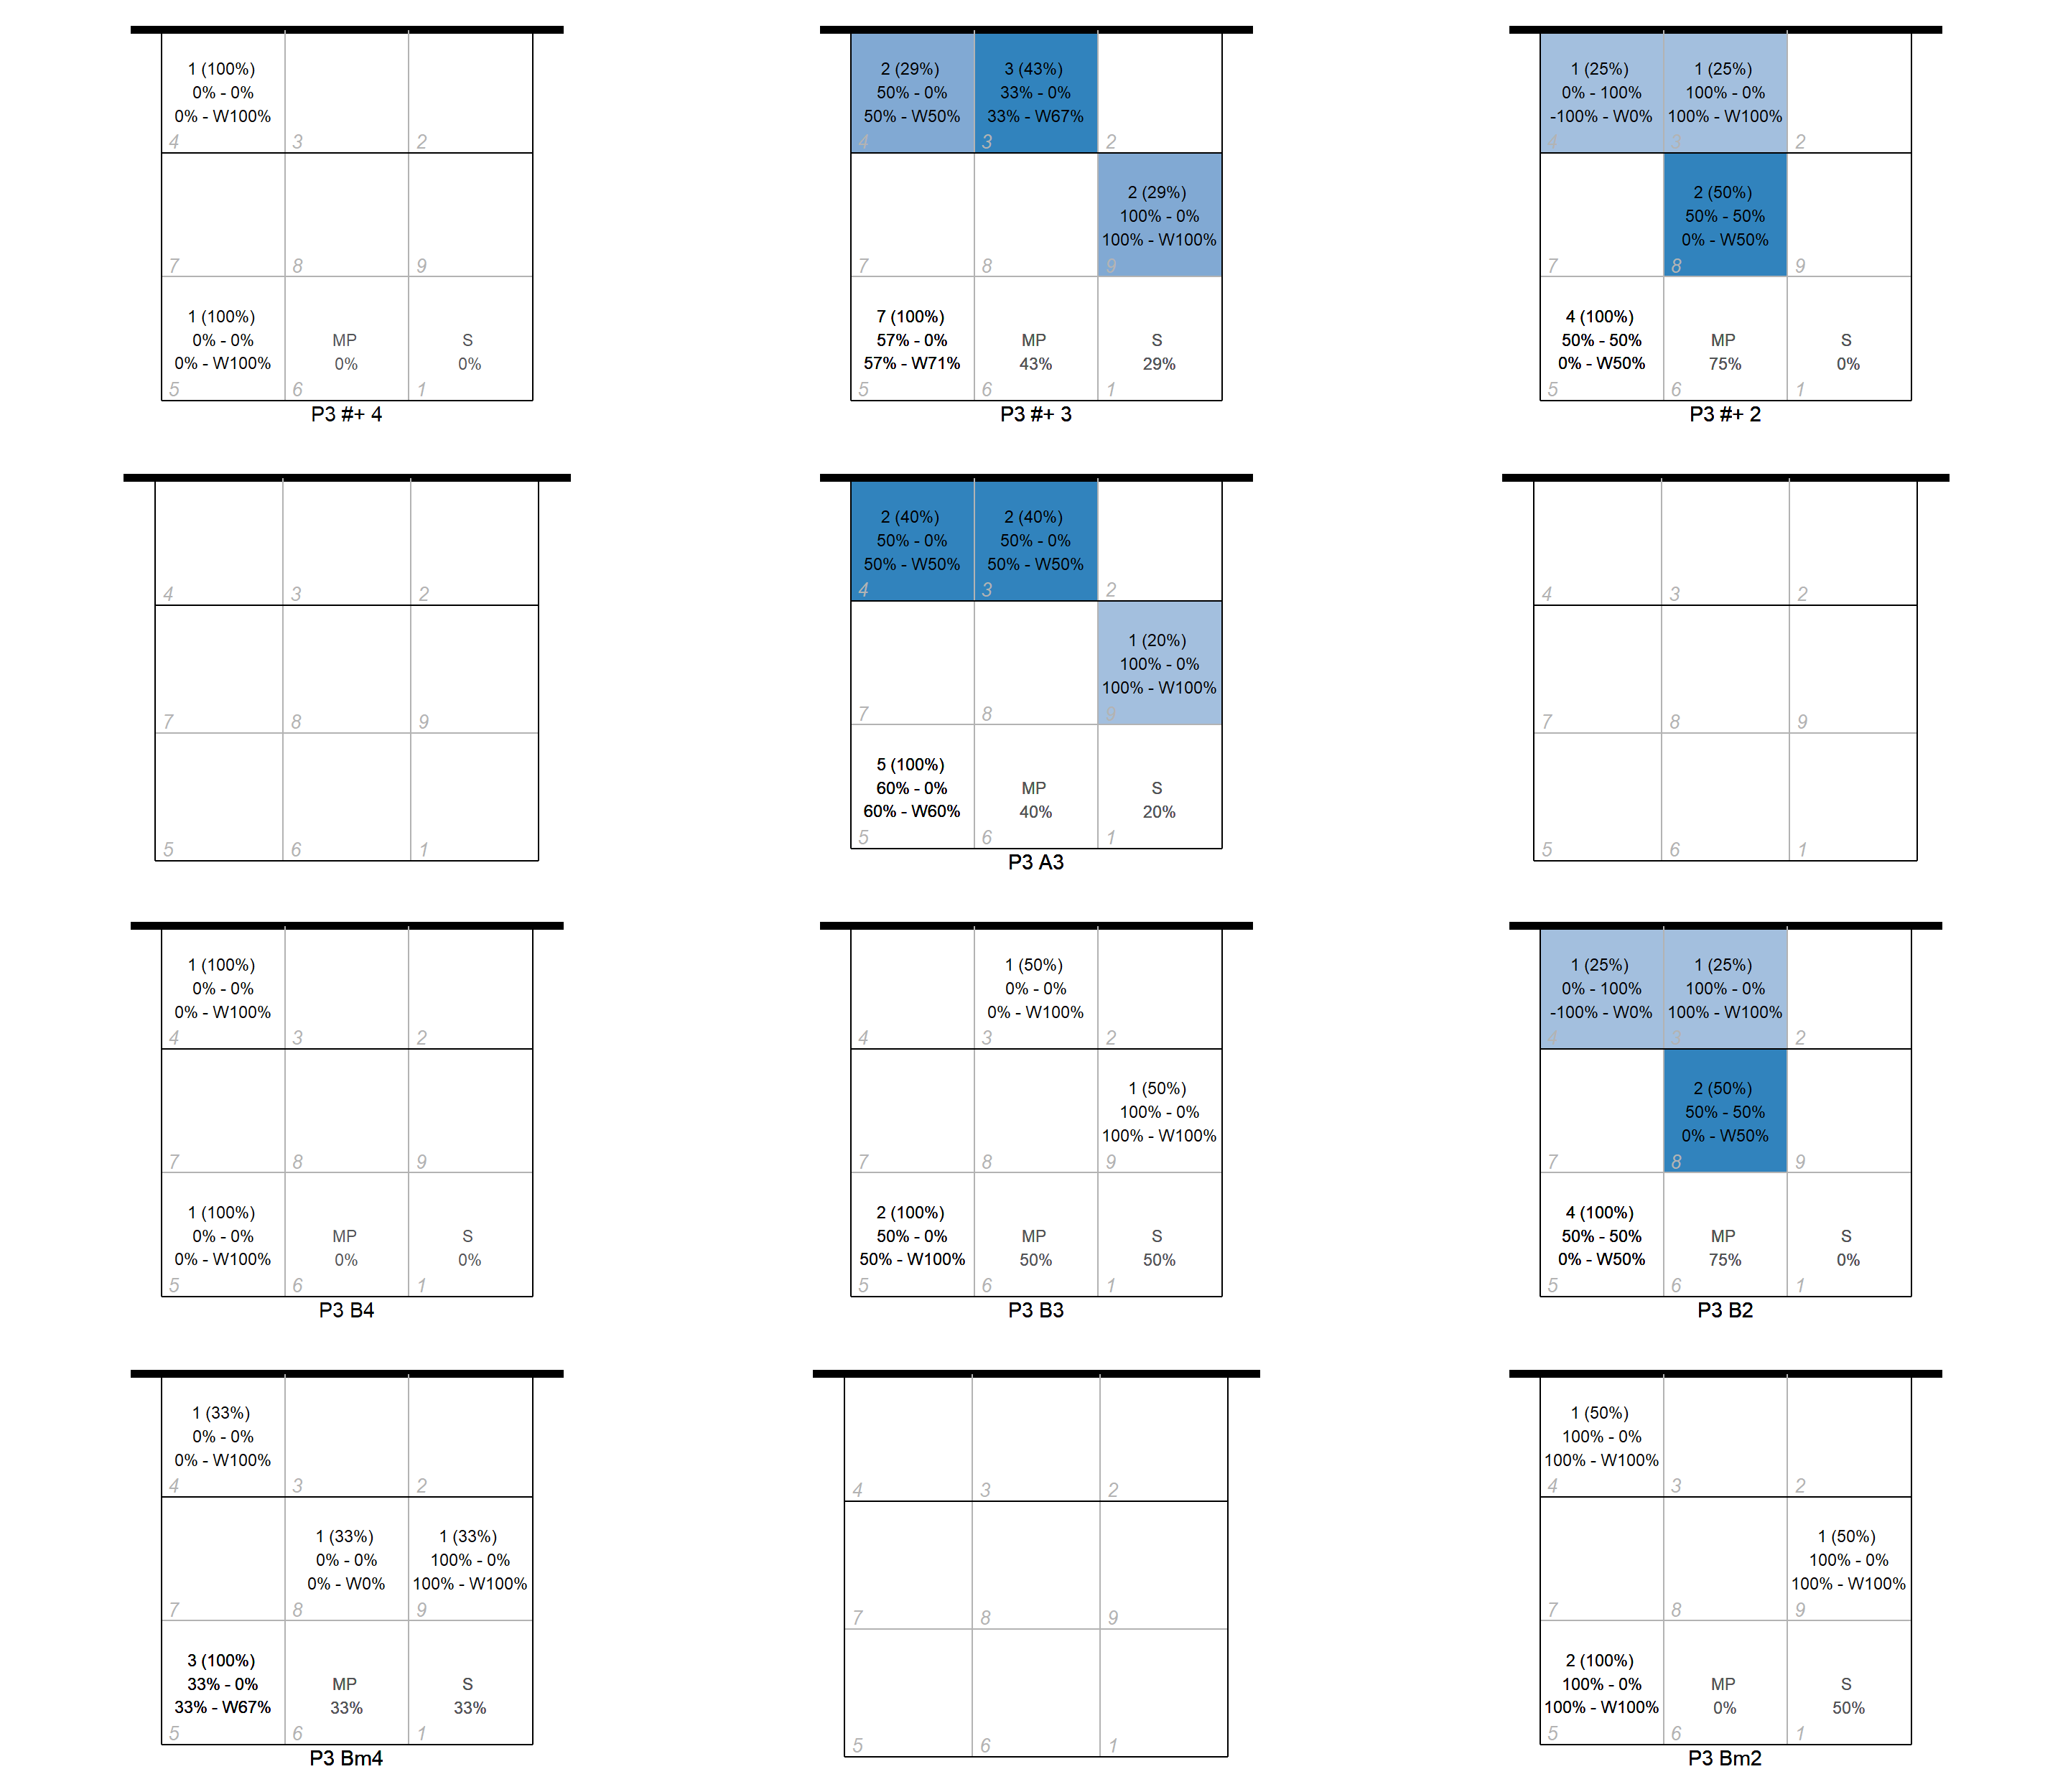 1 (100%)
0% - 0%
0% - W100%
4
3
2
7
8
9
1 (100%)
0% - 0%
0% - W100%
5
MP
0%
6
S
0%
1
P3 #+ 4
2 (29%)
50% - 0%
50% - W50%
4
3 (43%)
33% - 0%
33% - W67%
3
2
7
8
2 (29%)
100% - 0%
100% - W100%
9
7 (100%)
57% - 0%
57% - W71%
5
MP
43%
6
S
29%
1
P3 #+ 3
1 (25%)
0% - 100%
-100% - W0%
4
1 (25%)
100% - 0%
100% - W100%
3
2
7
2 (50%)
50% - 50%
0% - W50%
8
9
4 (100%)
50% - 50%
0% - W50%
5
MP
75%
6
S
0%
1
P3 #+ 2
4
3
2
7
8
9
5
6
1
2 (40%)
50% - 0%
50% - W50%
4
2 (40%)
50% - 0%
50% - W50%
3
2
7
8
1 (20%)
100% - 0%
100% - W100%
9
5 (100%)
60% - 0%
60% - W60%
5
MP
40%
6
S
20%
1
P3 A3
4
3
2
7
8
9
5
6
1
1 (100%)
0% - 0%
0% - W100%
4
3
2
7
8
9
1 (100%)
0% - 0%
0% - W100%
5
MP
0%
6
S
0%
1
P3 B4
4
1 (50%)
0% - 0%
0% - W100%
3
2
7
8
1 (50%)
100% - 0%
100% - W100%
9
2 (100%)
50% - 0%
50% - W100%
5
MP
50%
6
S
50%
1
P3 B3
1 (25%)
0% - 100%
-100% - W0%
4
1 (25%)
100% - 0%
100% - W100%
3
2
7
2 (50%)
50% - 50%
0% - W50%
8
9
4 (100%)
50% - 50%
0% - W50%
5
MP
75%
6
S
0%
1
P3 B2
1 (33%)
0% - 0%
0% - W100%
4
3
2
7
1 (33%)
0% - 0%
0% - W0%
8
1 (33%)
100% - 0%
100% - W100%
9
3 (100%)
33% - 0%
33% - W67%
5
MP
33%
6
S
33%
1
P3 Bm4
4
3
2
7
8
9
5
6
1
1 (50%)
100% - 0%
100% - W100%
4
3
2
7
8
1 (50%)
100% - 0%
100% - W100%
9
2 (100%)
100% - 0%
100% - W100%
5
MP
0%
6
S
50%
1
P3 Bm2